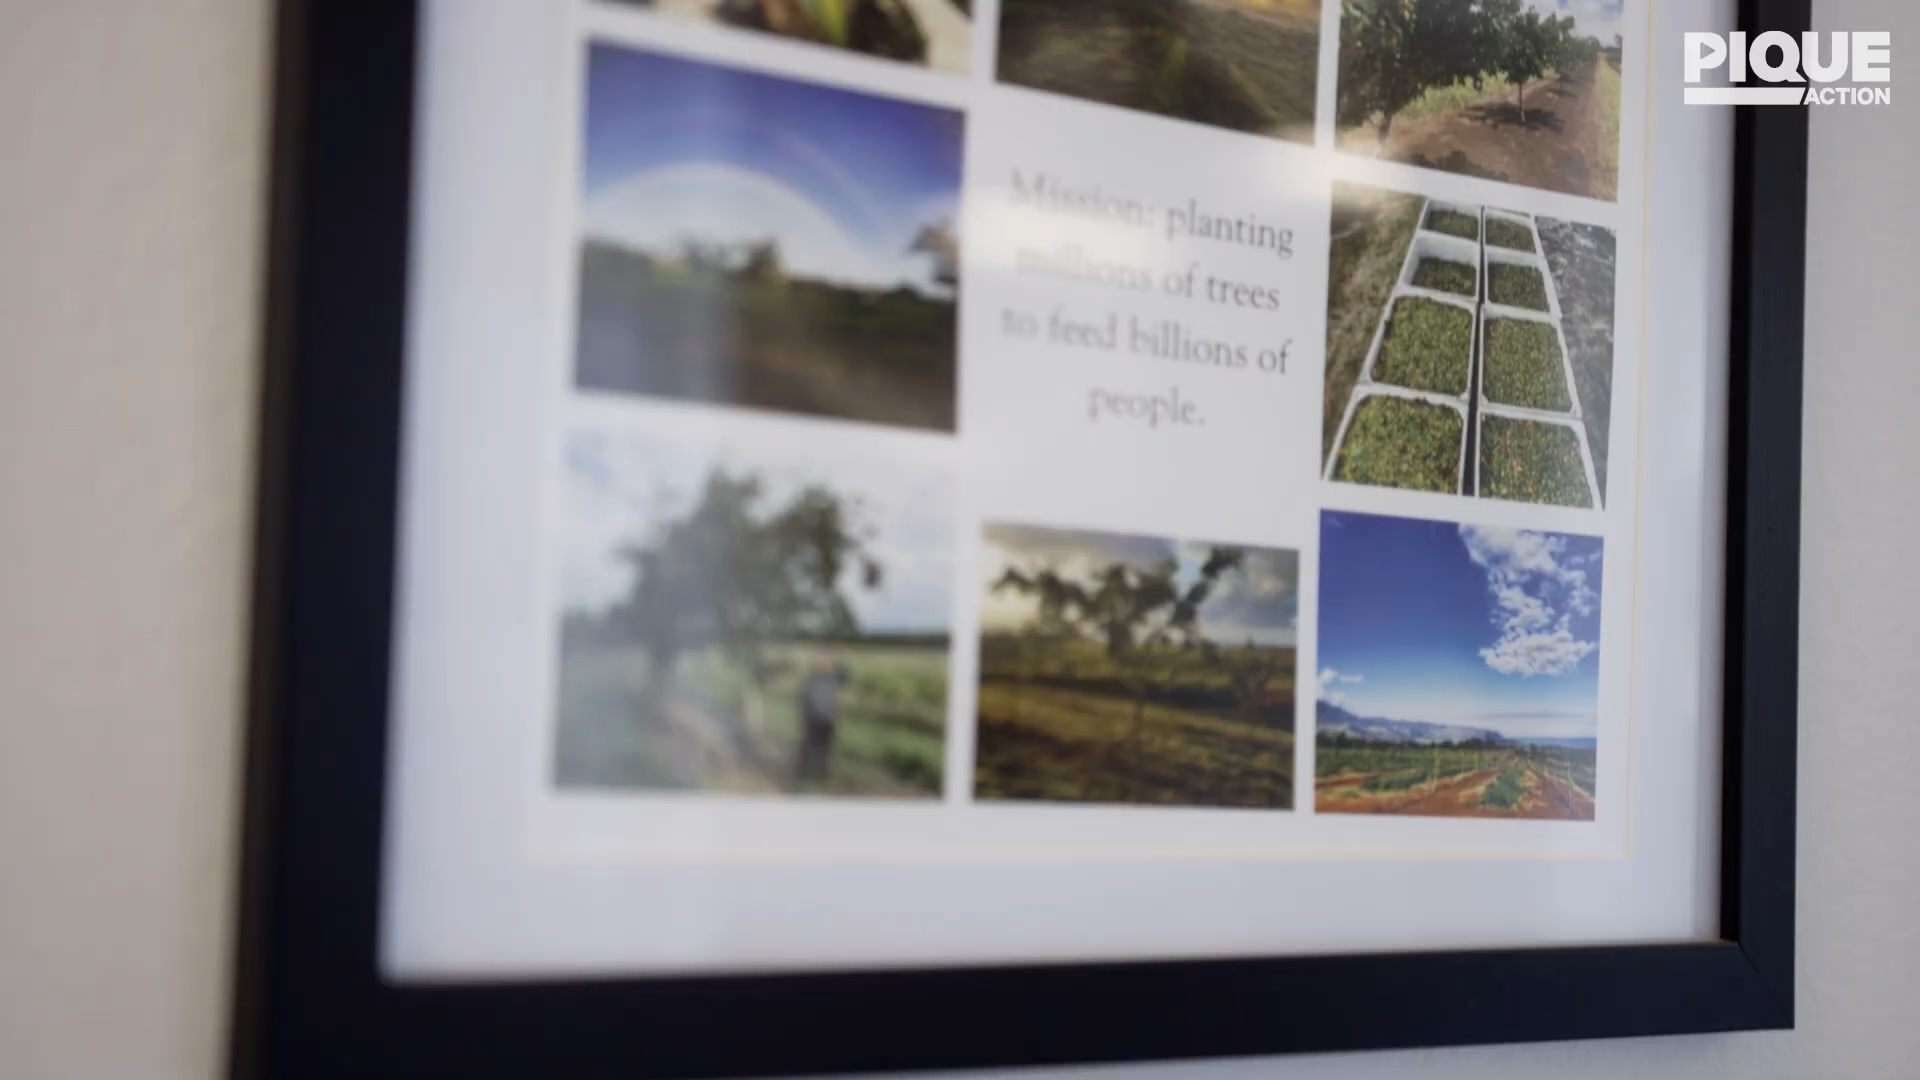 PIQUE
ACTION
Mission: planting
millions of trees
to feed billions of
people.